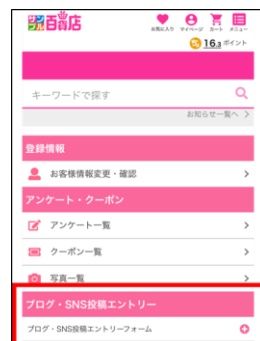 サンプル百貨店
お気に入り マイページ カート メニュー
16.3 ポイント
キーワードで探す
お知らせ一覧へ >
登録情報
お客様情報変更・確認
アンケート・クーポン
アンケート一覧
クーポン一覧
写真一覧
ブログ・SNS投稿エントリー
ブログ・SNS投稿エントリーフォーム